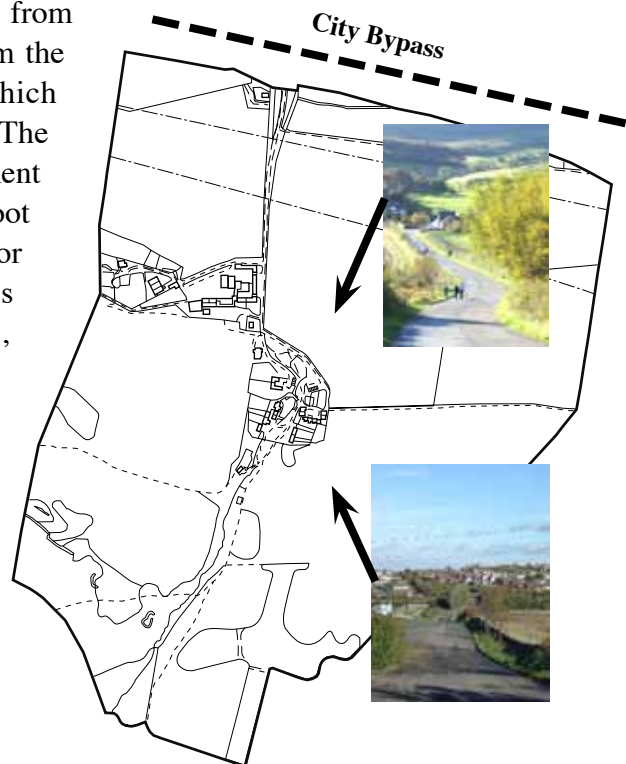 from
m the
hich
The
ent
oot
or
s
,
City Bypass